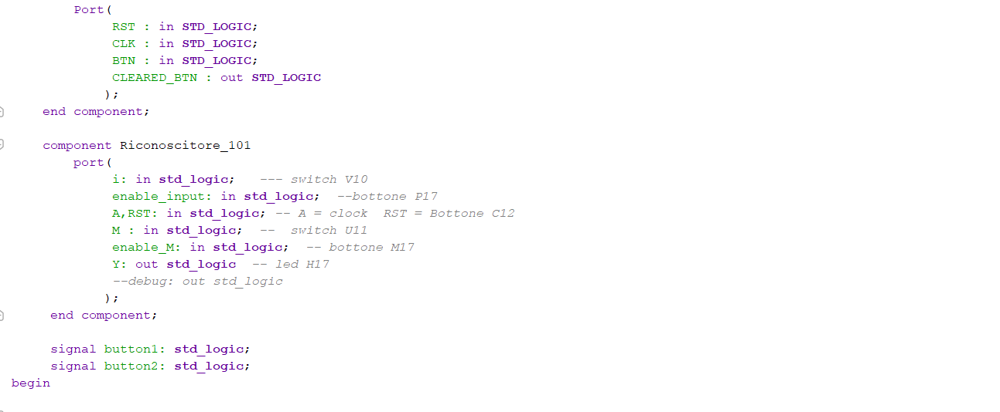 Port(
RST : in STD_LOGIC;
CLK : in STD_LOGIC;
BTN : in STD_LOGIC;
CLEARED_BTN : out STD_LOGIC
);
end component;
component Riconoscitore_101
port(
i: in std_logic;   --- switch V10
enable_input: in std_logic;  --bottone P17
A,RST: in std_logic; -- A = clock  RST = Bottone C12
M : in std_logic;  --  switch U11
enable_M: in std_logic;  -- bottone M17
Y: out std_logic  -- led H17
--debug: out std_logic
);
end component;
signal button1: std_logic;
signal button2: std_logic;
begin